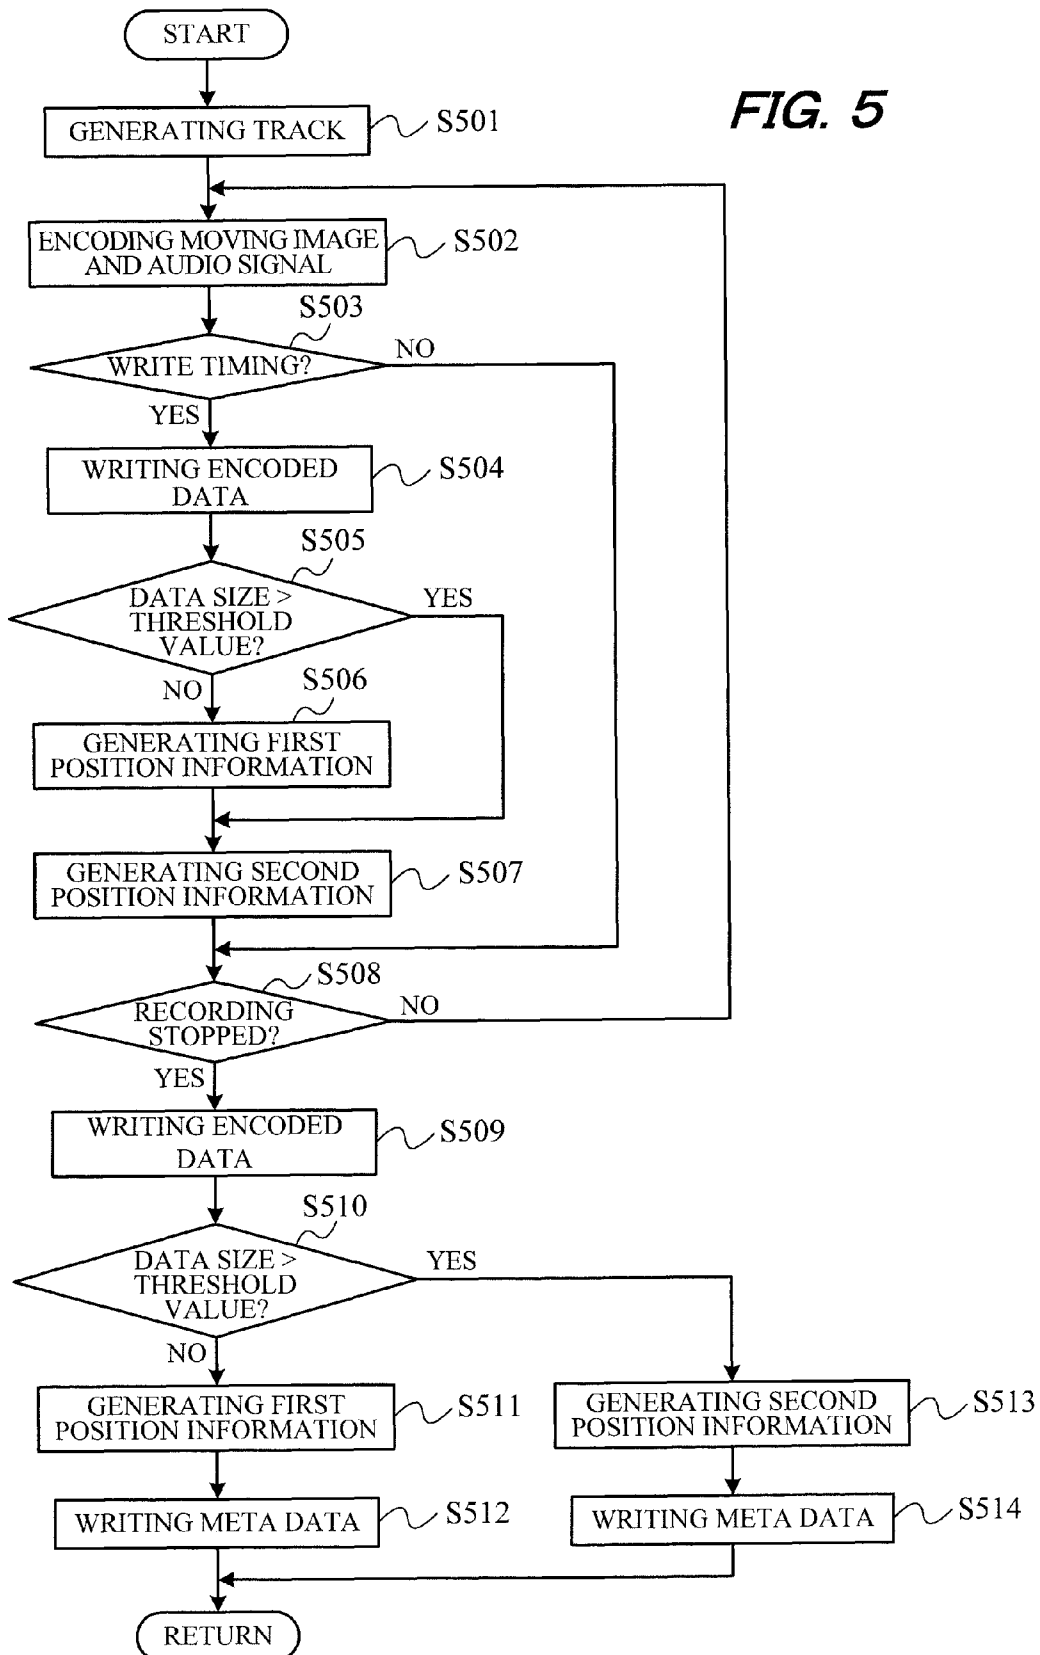 START
FIG. 5
GENERATING TRACK
S501
ENCODING MOVING IMAGE
AND AUDIO SIGNAL
S502
S503
WRITE TIMING?
NO
YES
WRITING ENCODED
DATA
S504
S505
DATA SIZE >
THRESHOLD
VALUE?
YES
NO
S506
GENERATING FIRST
POSITION INFORMATION
GENERATING SECOND
POSITION INFORMATION
S507
S508
RECORDING
STOPPED?
NO
YES
WRITING ENCODED
DATA
S509
S510
DATA SIZE >
THRESHOLD
VALUE?
YES
NO
GENERATING FIRST
POSITION INFORMATION
S511
GENERATING SECOND
POSITION INFORMATION
S513
WRITING META DATA
S512
WRITING META DATA
S514
RETURN